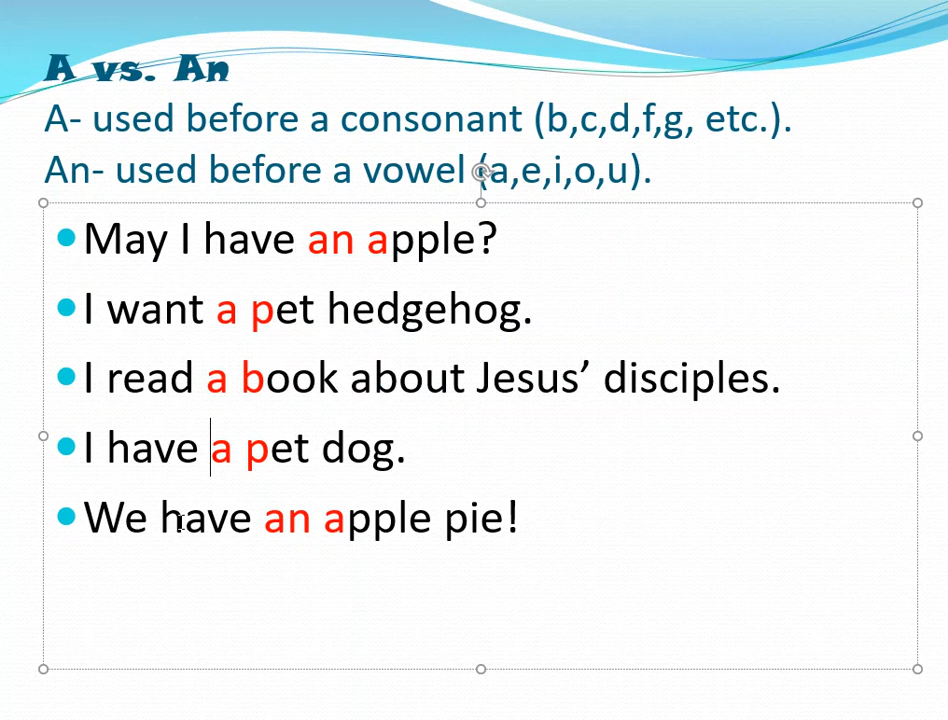 A vs. An
A- used before a consonant (b,c,d,f,g, etc.).
An- used before a vowel (a,e,i,o,u).
May I have an apple?
I want a pet hedgehog.
I read a book about Jesus’ disciples.
I have a pet dog.
We have an apple pie!